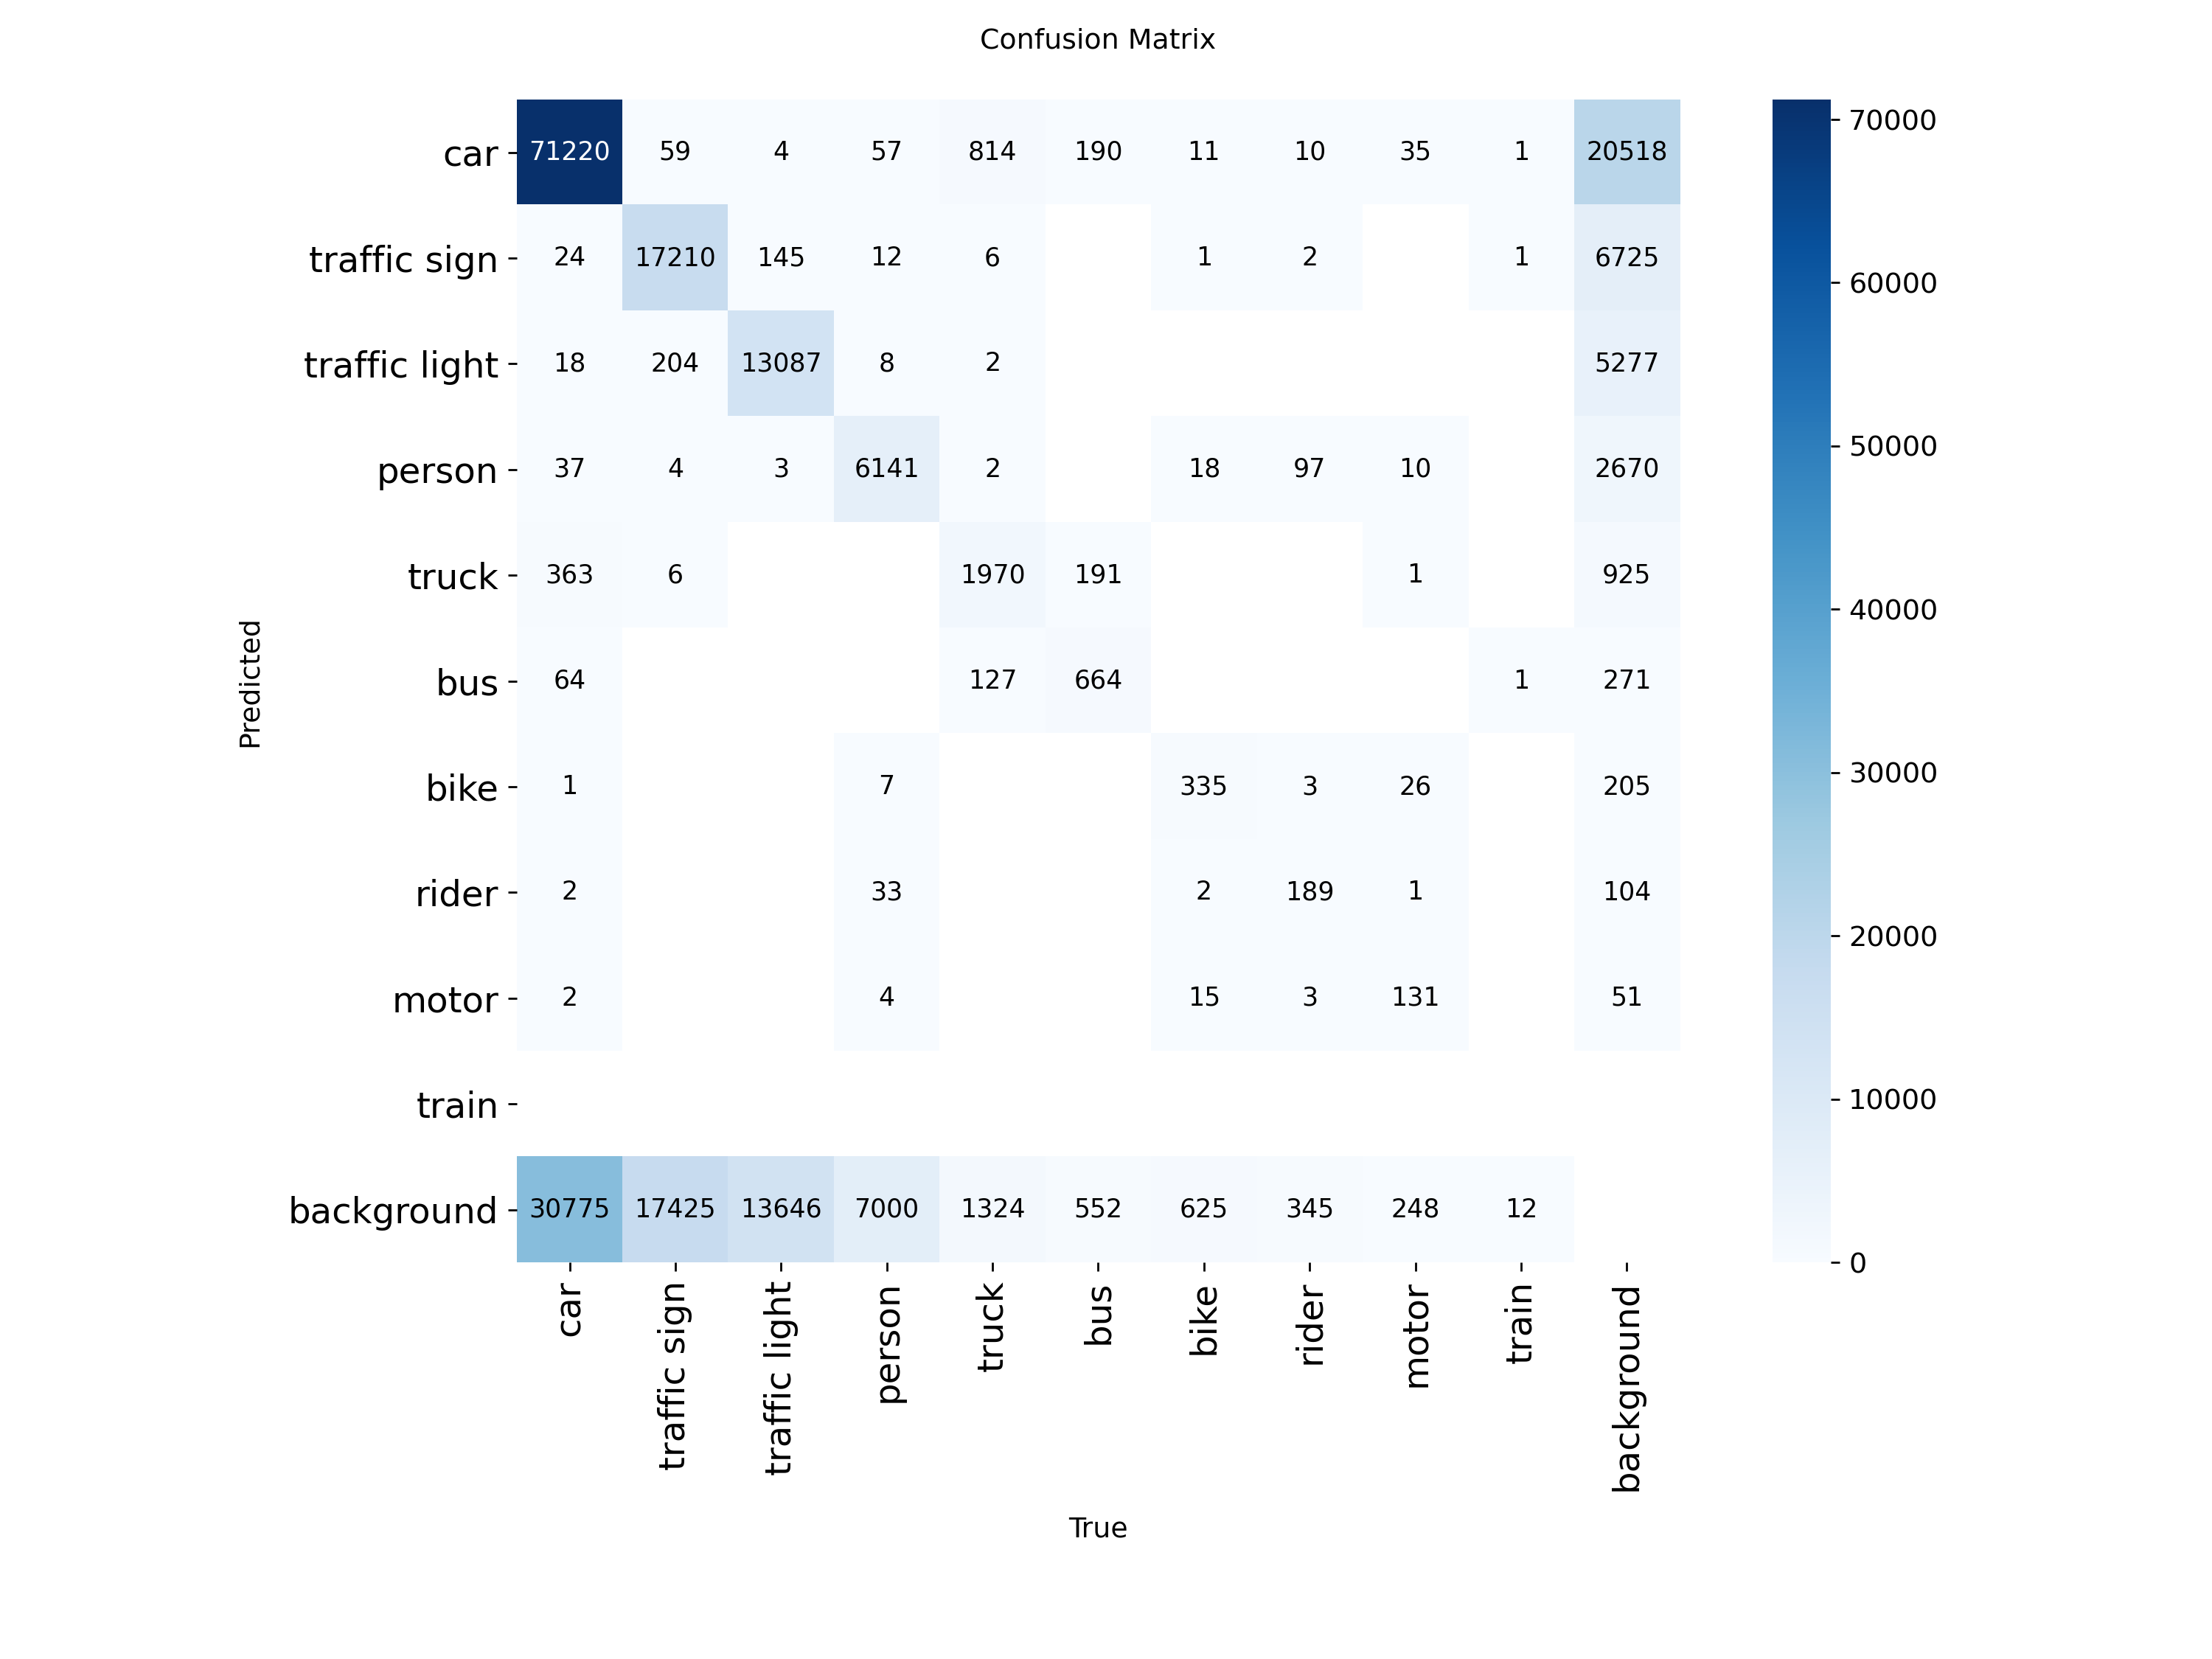 Confusion Matrix
car 71220 59 4 57 814 190 11 10 35 1 20518
traffic sign 24 17210 145 12 6 1 2 1 6725
traffic light 18 204 13087 8 2 5277
person 37 4 3 6141 2 18 97 10 2670
truck 363 6 1970 191 1 925
bus 64 127 664 1 271
bike 1 7 335 3 26 205
rider 2 33 2 189 1 104
motor 2 4 15 3 131 51
train
background 30775 17425 13646 7000 1324 552 625 345 248 12
car traffic sign traffic light person truck bus bike rider motor train background
True
Predicted
70000
60000
50000
40000
30000
20000
10000
0